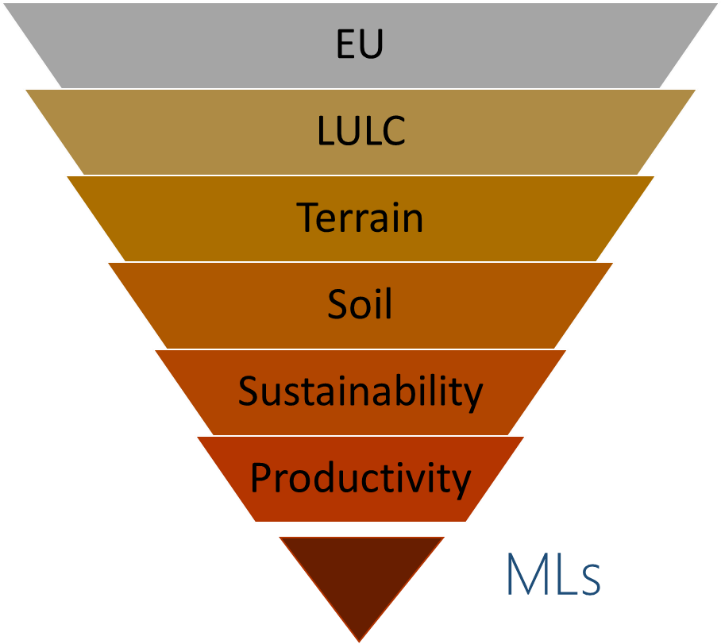 EU
LULC
Terrain
Soil
Sustainability
Productivity
MLs